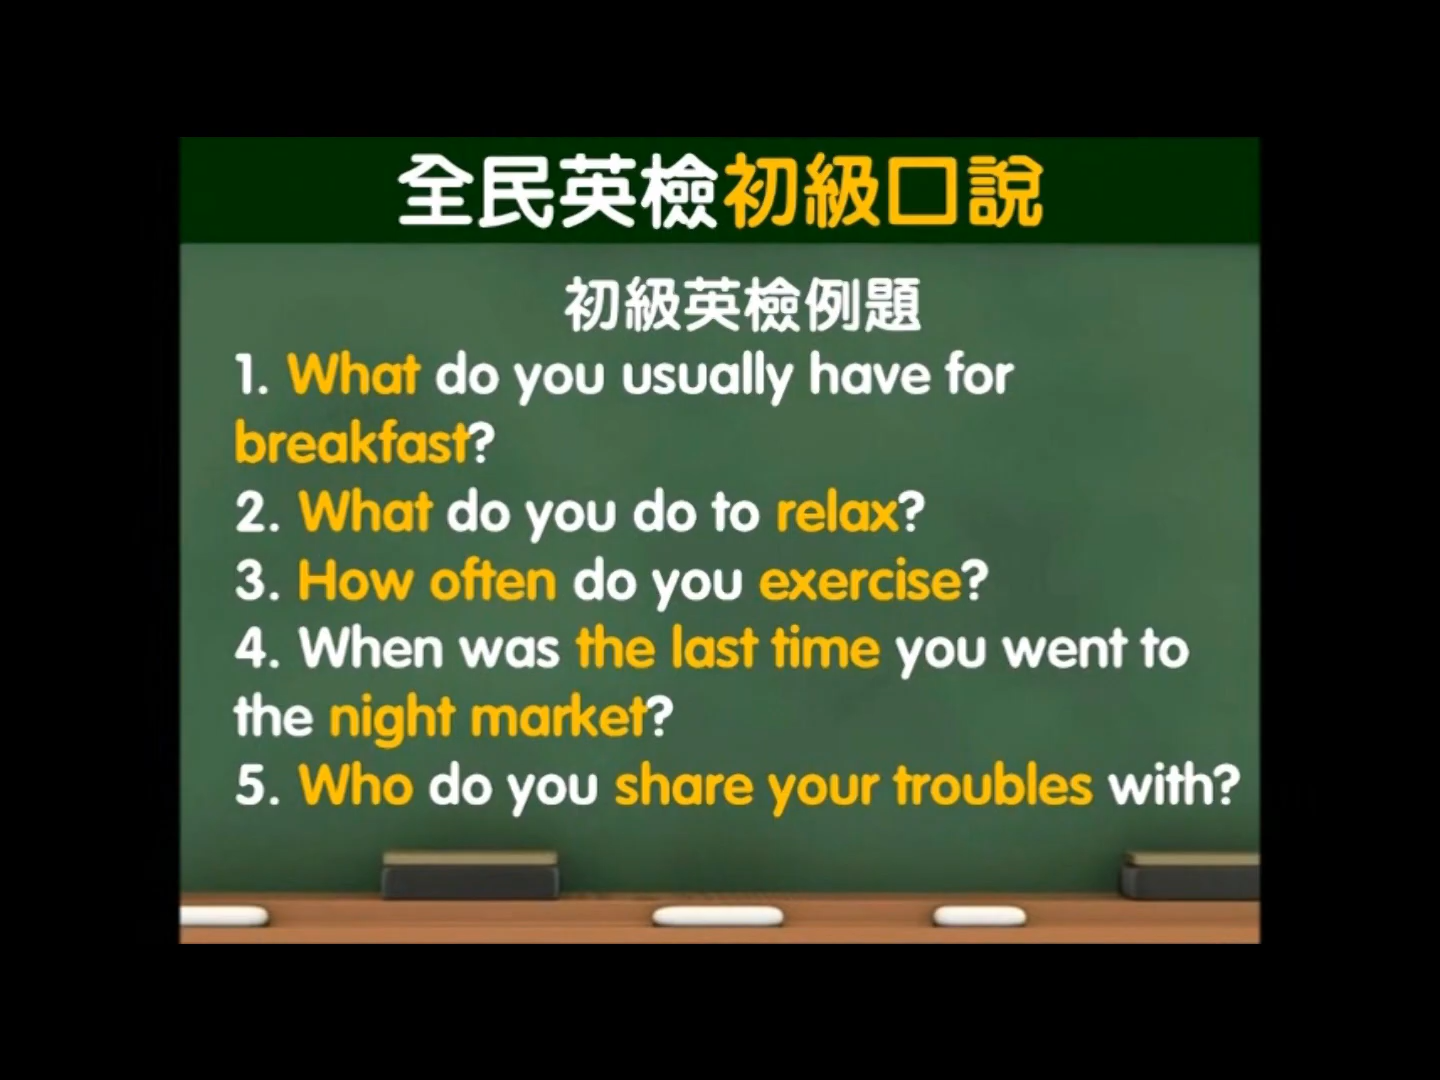 全民英檢初級口說
初級英檢例題
1. What do you usually have for
breakfast?
2. What do you do to relax?
3. How often do you exercise?
4. When was the last time you went to
the night market?
5. Who do you share your troubles with?